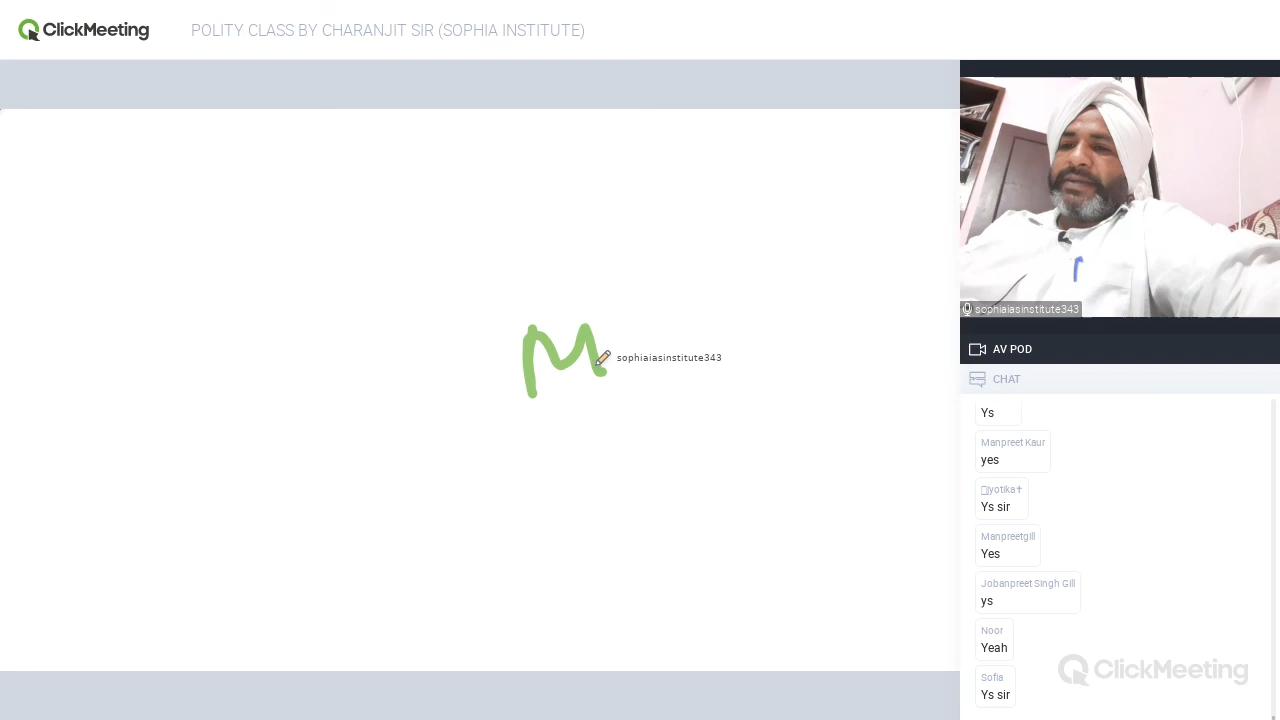 ClickMeeting
POLITY CLASS BY CHARANJIT SIR (SOPHIA INSTITUTE)
M
sophiaiasinstitute343
sophiaiasinstitute343
AV POD
CHAT
Ys
Manpreet Kaur
yes
yotika✝
Ys sir
Manpreetgill
Yes
Jobanpreet Singh Gill
ys
Noor
Yeah
Sofia
Ys sir
ClickMeeting